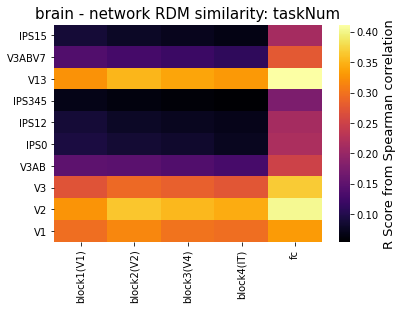 brain - network RDM similarity: taskNum
IPS15
V3ABV7
V13
IPS345
IPS12
IPS0
V3AB
V3
V2
V1
block1(V1)
block2(V2)
block3(V4)
block4(IT)
fc
0.40
0.35
0.30
0.25
0.20
0.15
0.10
R Score from Spearman correlation